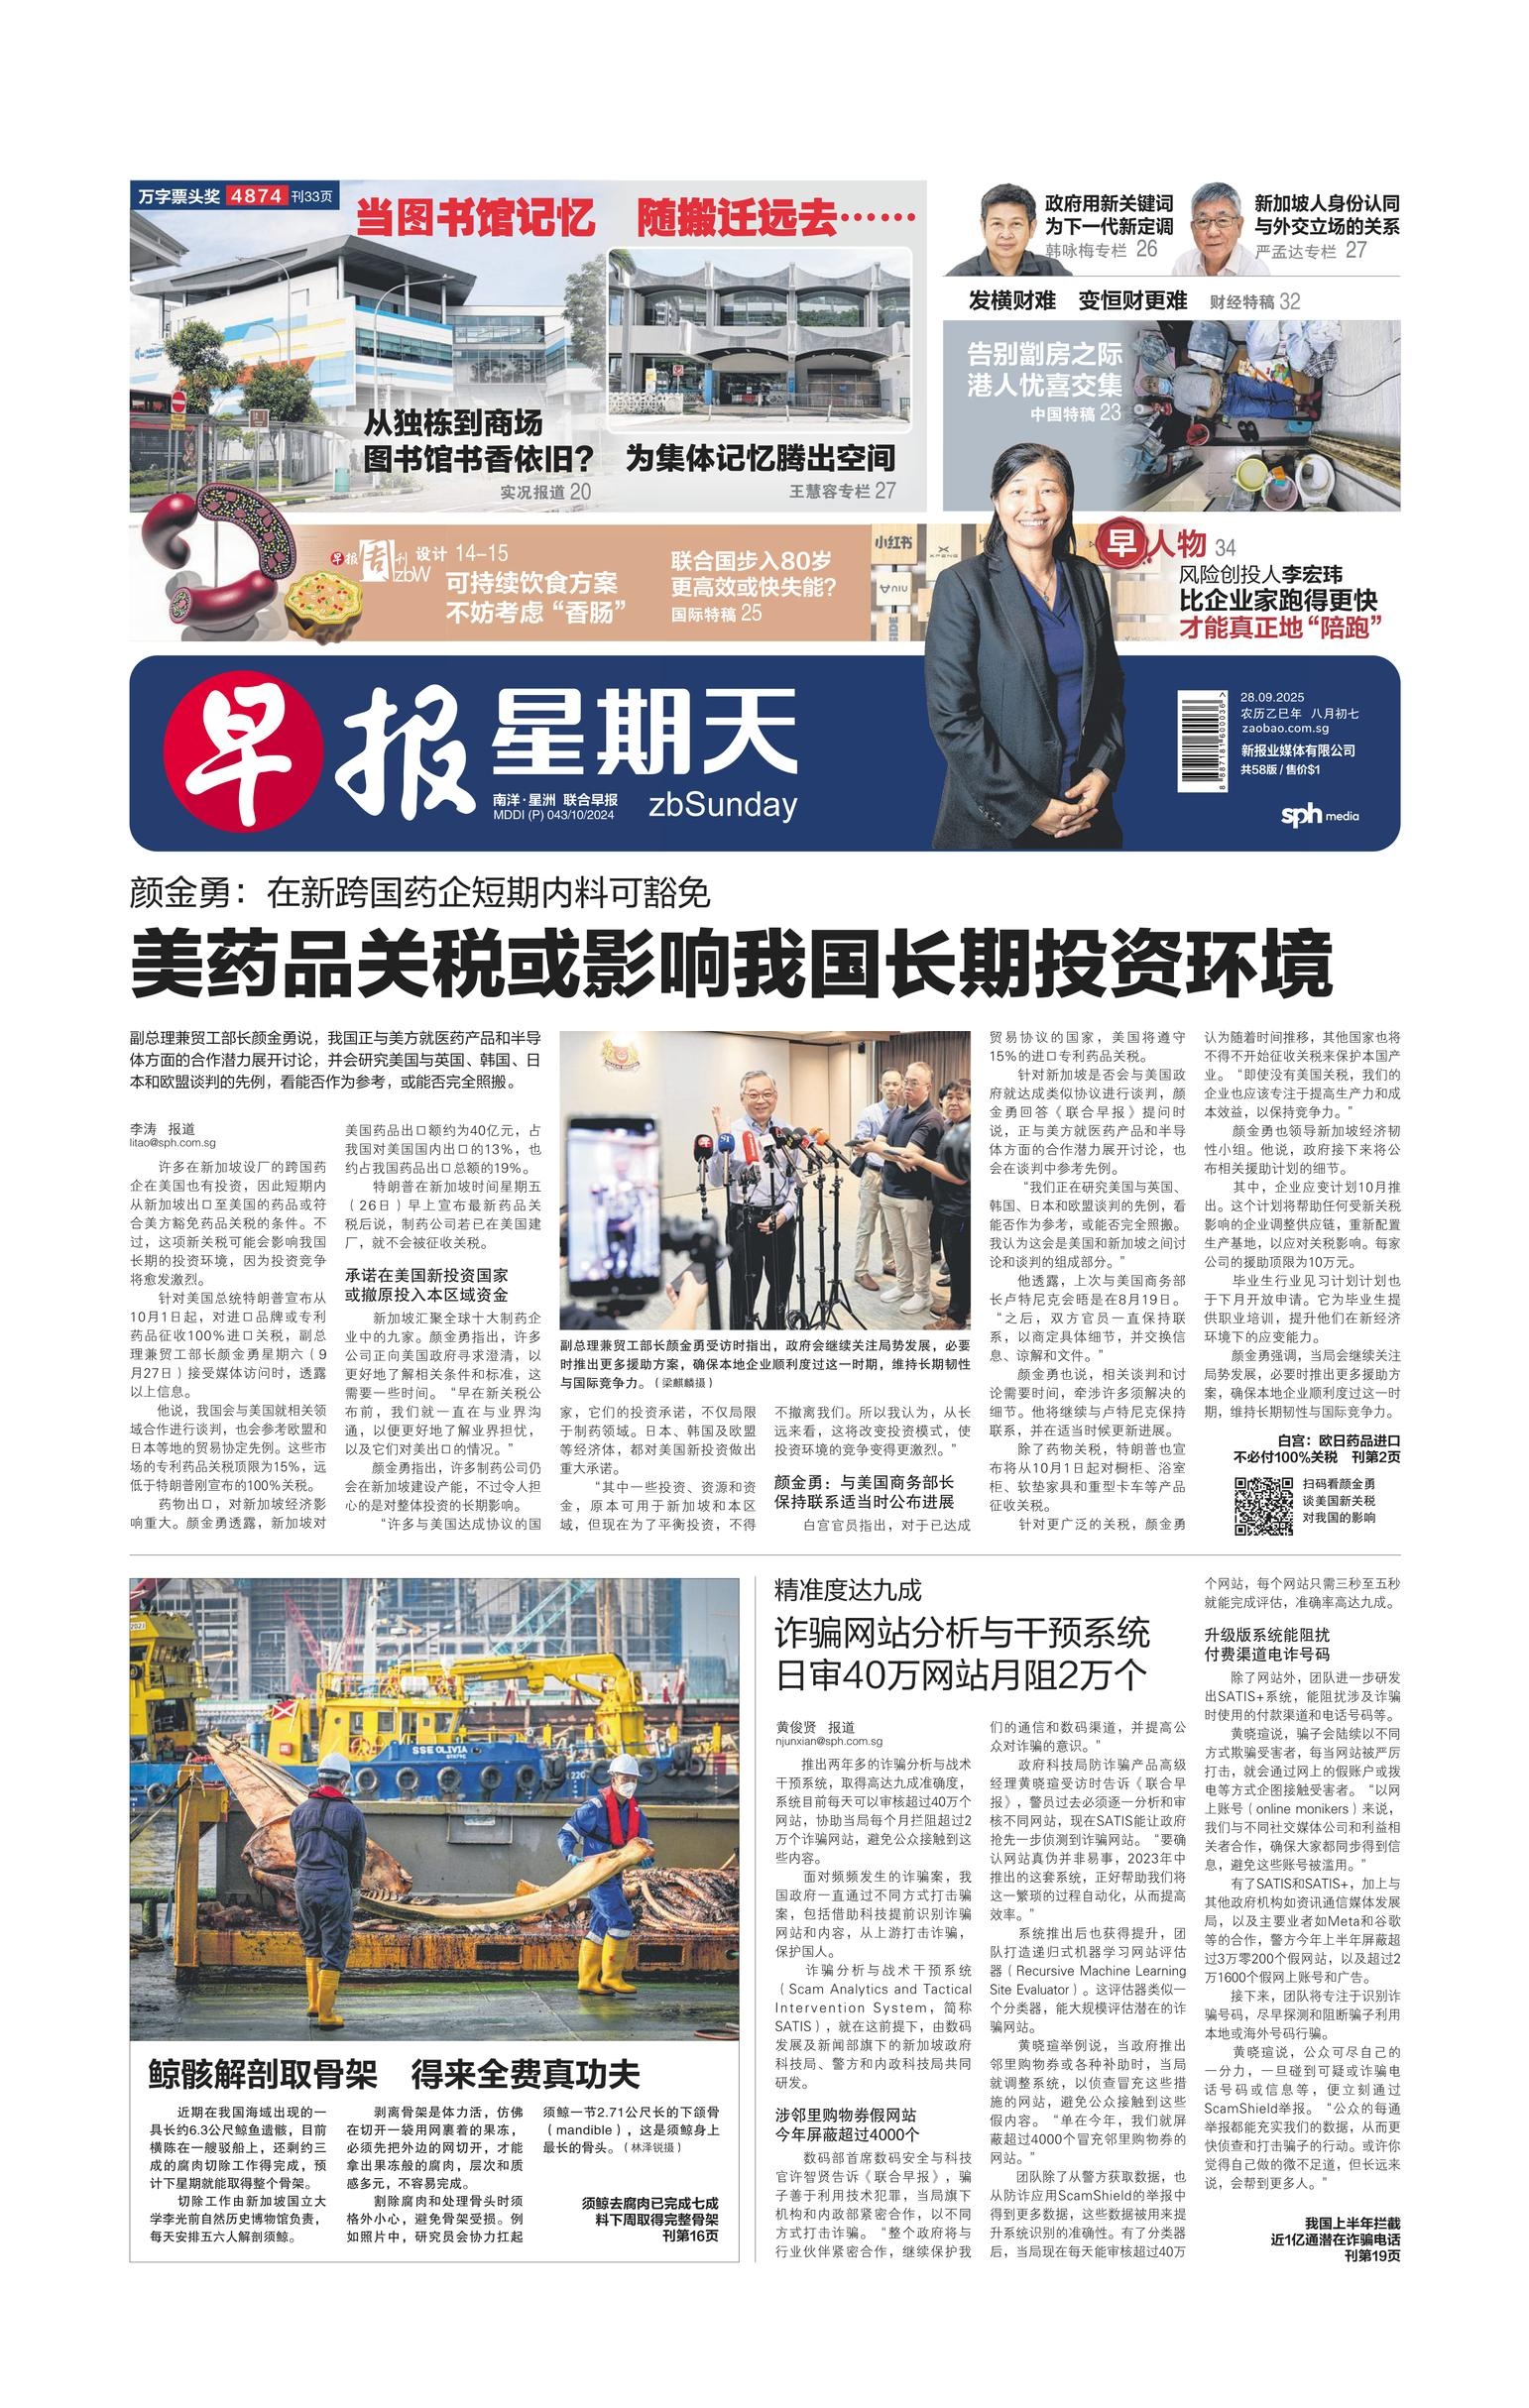 万字票头奖 4874 刊33页
当图书馆记忆 随搬迁远去……
从独栋到商场
图书馆书香依旧？
实况报道 20
为集体记忆腾出空间
王慧容专栏 27
政府用新关键词
为下一代新定调
韩咏梅专栏 26
新加坡人身份认同
与外交立场的关系
严孟达专栏 27
发横财难 变恒财更难 财经特稿 32
告别劏房之际
港人忧喜交集
中国特稿 23
早报周刊 zbW 设计 14-15
可持续饮食方案
不妨考虑“香肠”
联合国步入80岁
更高效或快失能？
国际特稿 25
小红书
XPENG
NIU
早人物 34
风险创投人李宏玮
比企业家跑得更快
才能真正地“陪跑”
早报 星期天
南洋·星洲 联合早报
MDDI (P) 043/10/2024
zbSunday
28.09.2025
农历乙巳年 八月初七
zaobao.com.sg
新报业媒体有限公司
共58版 / 售价$1
sph media
颜金勇：在新跨国药企短期内料可豁免
美药品关税或影响我国长期投资环境
副总理兼贸工部长颜金勇说，我国正与美方就医药产品和半导
体方面的合作潜力展开讨论，并会研究美国与英国、韩国、日
本和欧盟谈判的先例，看能否作为参考，或能否完全照搬。
李涛 报道
litao@sph.com.sg
许多在新加坡设厂的跨国药
企在美国也有投资，因此短期内
从新加坡出口至美国的药品或符
合美方豁免药品关税的条件。不
过，这项新关税可能会影响我国
长期的投资环境，因为投资竞争
将愈发激烈。
针对美国总统特朗普宣布从
10月1日起，对进口品牌或专利
药品征收100%进口关税，副总
理兼贸工部长颜金勇星期六（9
月27日）接受媒体访问时，透露
以上信息。
他说，我国会与美国就相关领
域合作进行谈判，也会参考欧盟和
日本等地的贸易协定先例。这些市
场的专利药品关税顶限为15%，远
低于特朗普刚宣布的100%关税。
药物出口，对新加坡经济影
响重大。颜金勇透露，新加坡对
美国药品出口额约为40亿元，占
我国对美国国内出口的13%，也
约占我国药品出口总额的19%。
特朗普在新加坡时间星期五
（26日）早上宣布最新药品关
税后说，制药公司若已在美国建
厂，就不会被征收关税。
承诺在美国新投资国家
或撤原投入本区域资金
新加坡汇聚全球十大制药企
业中的九家。颜金勇指出，许多
公司正向美国政府寻求澄清，以
更好地了解相关条件和标准，这
需要一些时间。“早在新关税公
布前，我们就一直在与业界沟
通，以便更好地了解业界担忧，
以及它们对美出口的情况。”
颜金勇指出，许多制药公司仍
会在新加坡建设产能，不过令人担
心的是对整体投资的长期影响。
“许多与美国达成协议的国
副总理兼贸工部长颜金勇受访时指出，政府会继续关注局势发展，必要
时推出更多援助方案，确保本地企业顺利度过这一时期，维持长期韧性
与国际竞争力。（梁麒麟摄）
家，它们的投资承诺，不仅局限
于制药领域。日本、韩国及欧盟
等经济体，都对美国新投资做出
重大承诺。
“其中一些投资、资源和资
金，原本可用于新加坡和本区
域，但现在为了平衡投资，不得
不撤离我们。所以我认为，从长
远来看，这将改变投资模式，使
投资环境的竞争变得更激烈。”
颜金勇：与美国商务部长
保持联系适当时公布进展
白宫官员指出，对于已达成
贸易协议的国家，美国将遵守
15%的进口专利药品关税。
针对新加坡是否会与美国政
府就达成类似协议进行谈判，颜
金勇回答《联合早报》提问时
说，正与美方就医药产品和半导
体方面的合作潜力展开讨论，也
会在谈判中参考先例。
“我们正在研究美国与英国、
韩国、日本和欧盟谈判的先例，看
能否作为参考，或能否完全照搬。
我认为这会是美国和新加坡之间讨
论和谈判的组成部分。”
他透露，上次与美国商务部
长卢特尼克会晤是在8月19日。
“之后，双方官员一直保持联
系，以商定具体细节，并交换信
息、谅解和文件。”
颜金勇也说，相关谈判和讨
论需要时间，牵涉许多须解决的
细节。他将继续与卢特尼克保持
联系，并在适当时候更新进展。
除了药物关税，特朗普也宣
布将从10月1日起对橱柜、浴室
柜、软垫家具和重型卡车等产品
征收关税。
针对更广泛的关税，颜金勇
认为随着时间推移，其他国家也将
不得不开始征收关税来保护本国产
业。“即使没有美国关税，我们的
企业也应该专注于提高生产力和成
本效益，以保持竞争力。”
颜金勇也领导新加坡经济韧
性小组。他说，政府接下来将公
布相关援助计划的细节。
其中，企业应变计划10月推
出。这个计划将帮助任何受新关税
影响的企业调整供应链，重新配置
生产基地，以应对关税影响。每家
公司的援助顶限为10万元。
毕业生行业见习计划计划也
于下月开放申请。它为毕业生提
供职业培训，提升他们在新经济
环境下的应变能力。
颜金勇强调，当局会继续关注
局势发展，必要时推出更多援助方
案，确保本地企业顺利度过这一时
期，维持长期韧性与国际竞争力。
白宫：欧日药品进口
不必付100%关税 刊第2页
扫码看颜金勇
谈美国新关税
对我国的影响
SSE OLIVIA
220
鲸骸解剖取骨架 得来全费真功夫
近期在我国海域出现的一
具长约6.3公尺鲸鱼遗骸，目前
横陈在一艘驳船上，还剩约三
成的腐肉切除工作得完成，预
计下星期就能取得整个骨架。
切除工作由新加坡国立大
学李光前自然历史博物馆负责，
每天安排五六人解剖须鲸。
剥离骨架是体力活，仿佛
在切开一袋用网裹着的果冻，
必须先把外边的网切开，才能
拿出果冻般的腐肉，层次和质
感多元，不容易完成。
割除腐肉和处理骨头时须
格外小心，避免骨架受损。例
如照片中，研究员会协力扛起
须鲸一节2.71公尺长的下颌骨
（mandible），这是须鲸身上
最长的骨头。（林泽锐摄）
须鲸去腐肉已完成七成
料下周取得完整骨架
刊第16页
精准度达九成
诈骗网站分析与干预系统
日审40万网站月阻2万个
黄俊贤 报道
njunxian@sph.com.sg
推出两年多的诈骗分析与战术
干预系统，取得高达九成准确度，
系统目前每天可以审核超过40万个
网站，协助当局每个月拦阻超过2
万个诈骗网站，避免公众接触到这
些内容。
面对频频发生的诈骗案，我
国政府一直通过不同方式打击骗
案，包括借助科技提前识别诈骗
网站和内容，从上游打击诈骗，
保护国人。
诈骗分析与战术干预系统
（Scam Analytics and Tactical
Intervention System，简称
SATIS），就在这前提下，由数码
发展及新闻部旗下的新加坡政府
科技局、警方和内政科技局共同
研发。
涉邻里购物券假网站
今年屏蔽超过4000个
数码部首席数码安全与科技
官许智贤告诉《联合早报》，骗
子善于利用技术犯罪，当局旗下
机构和内政部紧密合作，以不同
方式打击诈骗。“整个政府将与
行业伙伴紧密合作，继续保护我
们的通信和数码渠道，并提高公
众对诈骗的意识。”
政府科技局防诈骗产品高级
经理黄晓瑄受访时告诉《联合早
报》，警员过去必须逐一分析和审
核不同网站，现在SATIS能让政府
抢先一步侦测到诈骗网站。“要确
认网站真伪并非易事，2023年中
推出的这套系统，正好帮助我们将
这一繁琐的过程自动化，从而提高
效率。”
系统推出后也获得提升，团
队打造递归式机器学习网站评估
器（Recursive Machine Learning
Site Evaluator）。这评估器类似一
个分类器，能大规模评估潜在的诈
骗网站。
黄晓瑄举例说，当政府推出
邻里购物券或各种补助时，当局
就调整系统，以侦查冒充这些措
施的网站，避免公众接触到这些
假内容。“单在今年，我们就屏
蔽超过4000个冒充邻里购物券的
网站。”
团队除了从警方获取数据，也
从防诈应用ScamShield的举报中
得到更多数据，这些数据被用来提
升系统识别的准确性。有了分类器
后，当局现在每天能审核超过40万
个网站，每个网站只需三秒至五秒
就能完成评估，准确率高达九成。
升级版系统能阻扰
付费渠道电诈号码
除了网站外，团队进一步研发
出SATIS+系统，能阻扰涉及诈骗
时使用的付款渠道和电话号码等。
黄晓瑄说，骗子会陆续以不同
方式欺骗受害者，每当网站被严厉
打击，就会通过网上的假账户或拨
电等方式企图接触受害者。“以网
上账号（online monikers）来说，
我们与不同社交媒体公司和利益相
关者合作，确保大家都同步得到信
息，避免这些账号被滥用。”
有了SATIS和SATIS+，加上与
其他政府机构如资讯通信媒体发展
局，以及主要业者如Meta和谷歌
等的合作，警方今年上半年屏蔽超
过3万零200个假网站，以及超过2
万1600个假网上账号和广告。
接下来，团队将专注于识别诈
骗号码，尽早探测和阻断骗子利用
本地或海外号码行骗。
黄晓瑄说，公众可尽自己的
一分力，一旦碰到可疑或诈骗电
话号码或信息等，便立刻通过
ScamShield举报。“公众的每通
举报都能充实我们的数据，从而更
快侦查和打击骗子的行动。或许你
觉得自己做的微不足道，但长远来
说，会帮到更多人。”
我国上半年拦截
近1亿通潜在诈骗电话
刊第19页